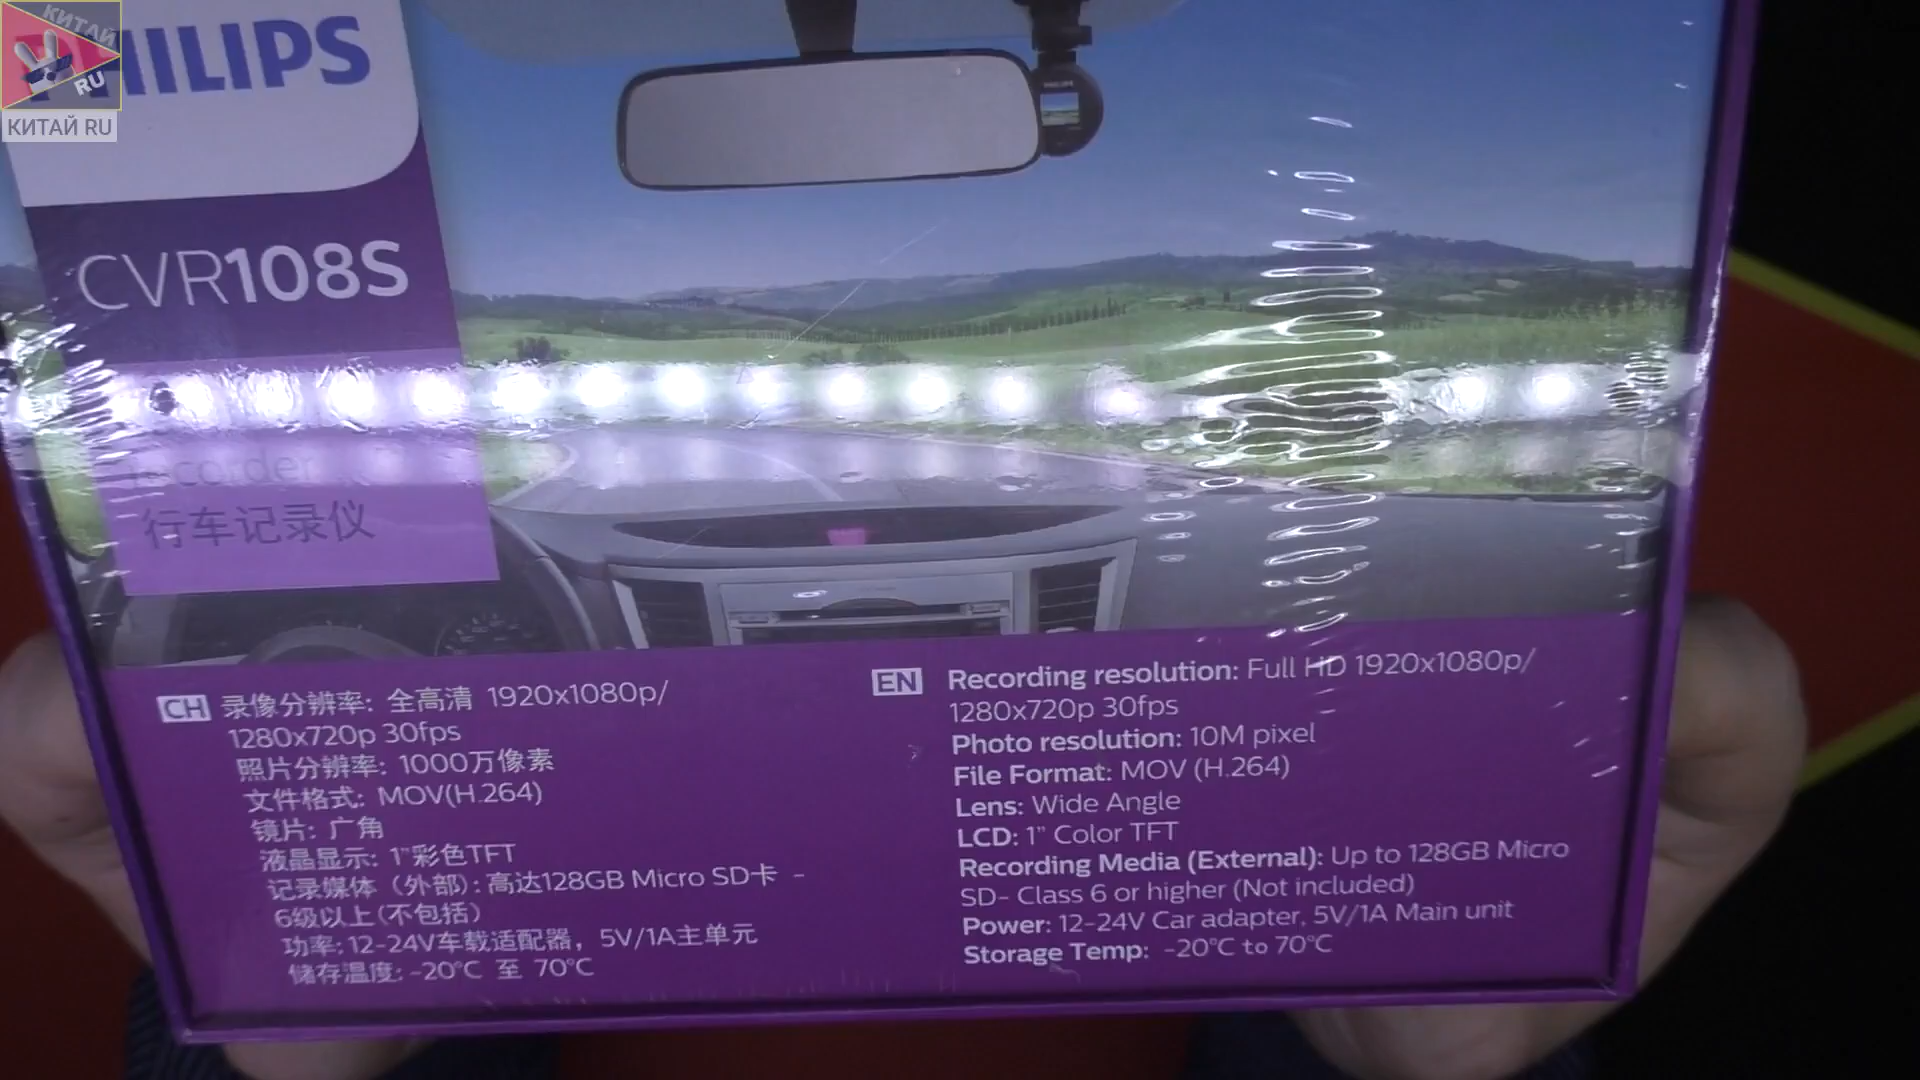 КИТАЙ
RU
КИТАЙ RU
PHILIPS
CVR108S
recorder
行车记录仪
CH 录像分辨率: 全高清 1920x1080p/
1280x720p 30fps
照片分辨率: 1000万像素
文件格式: MOV(H.264)
镜片: 广角
液晶显示: 1"彩色TFT
记录媒体（外部）: 高达128GB Micro SD卡 -
6级以上(不包括)
功率: 12-24V车载适配器, 5V/1A主单元
储存温度: -20°C 至 70°C
EN Recording resolution: Full HD 1920x1080p/
1280x720p 30fps
Photo resolution: 10M pixel
File Format: MOV (H.264)
Lens: Wide Angle
LCD: 1" Color TFT
Recording Media (External): Up to 128GB Micro
SD- Class 6 or higher (Not included)
Power: 12-24V Car adapter, 5V/1A Main unit
Storage Temp: -20°C to 70°C